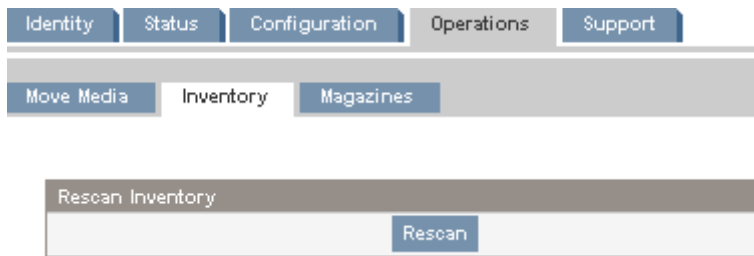 Identity Status Configuration Operations Support
Move Media Inventory Magazines
Rescan Inventory
Rescan